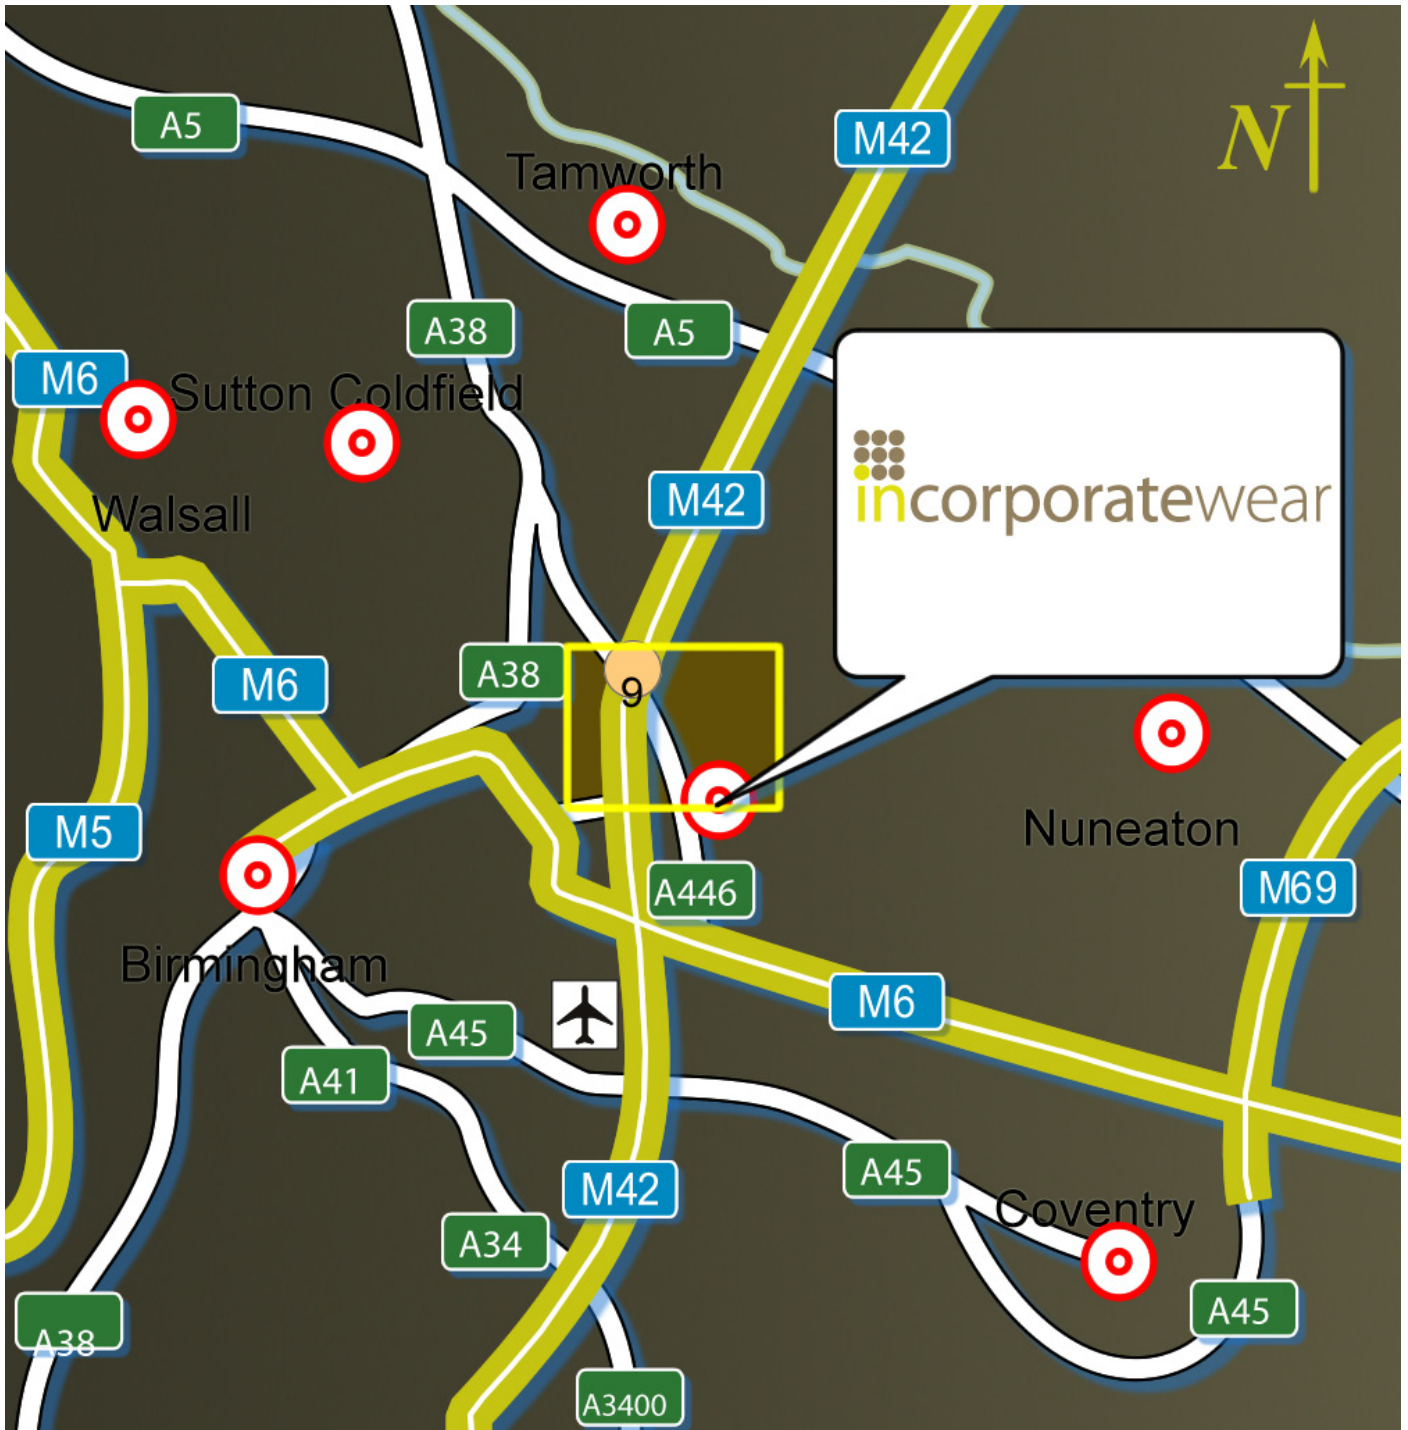 A5
M42
N
Tamworth
A38
A5
M6
Sutton Coldfield
M42
incorporatewear
Walsall
M6
A38
9
M5
Nuneaton
A446
M69
Birmingham
M6
A45
A41
A45
M42
Coventry
A34
A38
A45
A3400